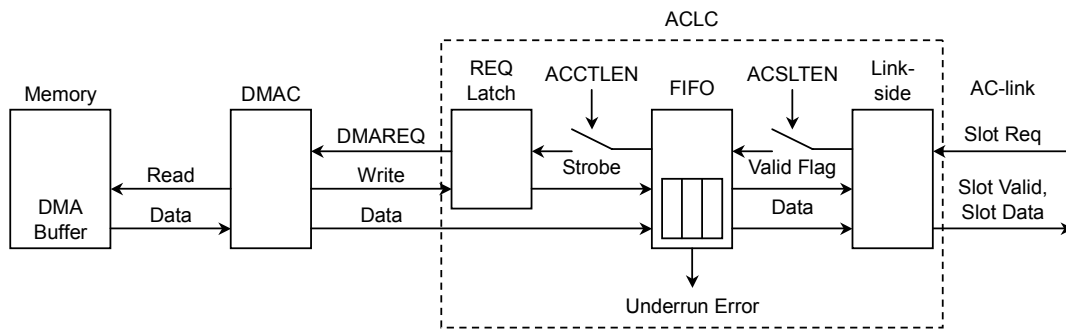 ACLC
REQ
Latch
ACCTLEN
FIFO
ACSLTEN
Link-
side
Memory
DMAC
AC-link
DMAREQ
Strobe
Valid Flag
Slot Req
Read
Write
DMA
Buffer
Data
Data
Data
Slot Valid,
Slot Data
Underrun Error